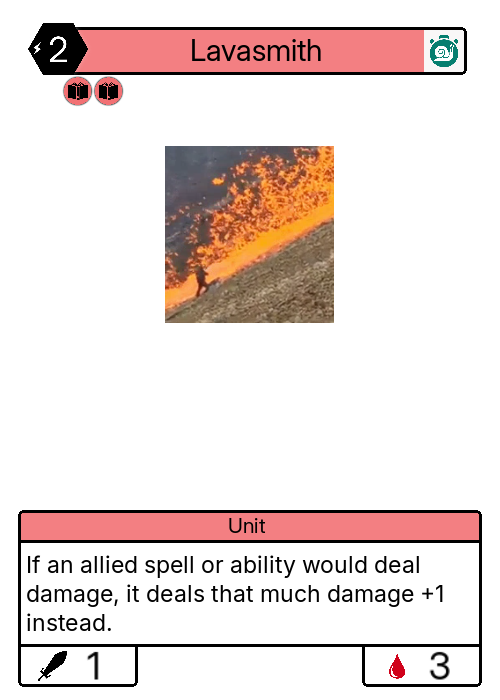 2
Lavasmith
Unit
If an allied spell or ability would deal
damage, it deals that much damage +1
instead.
1
3